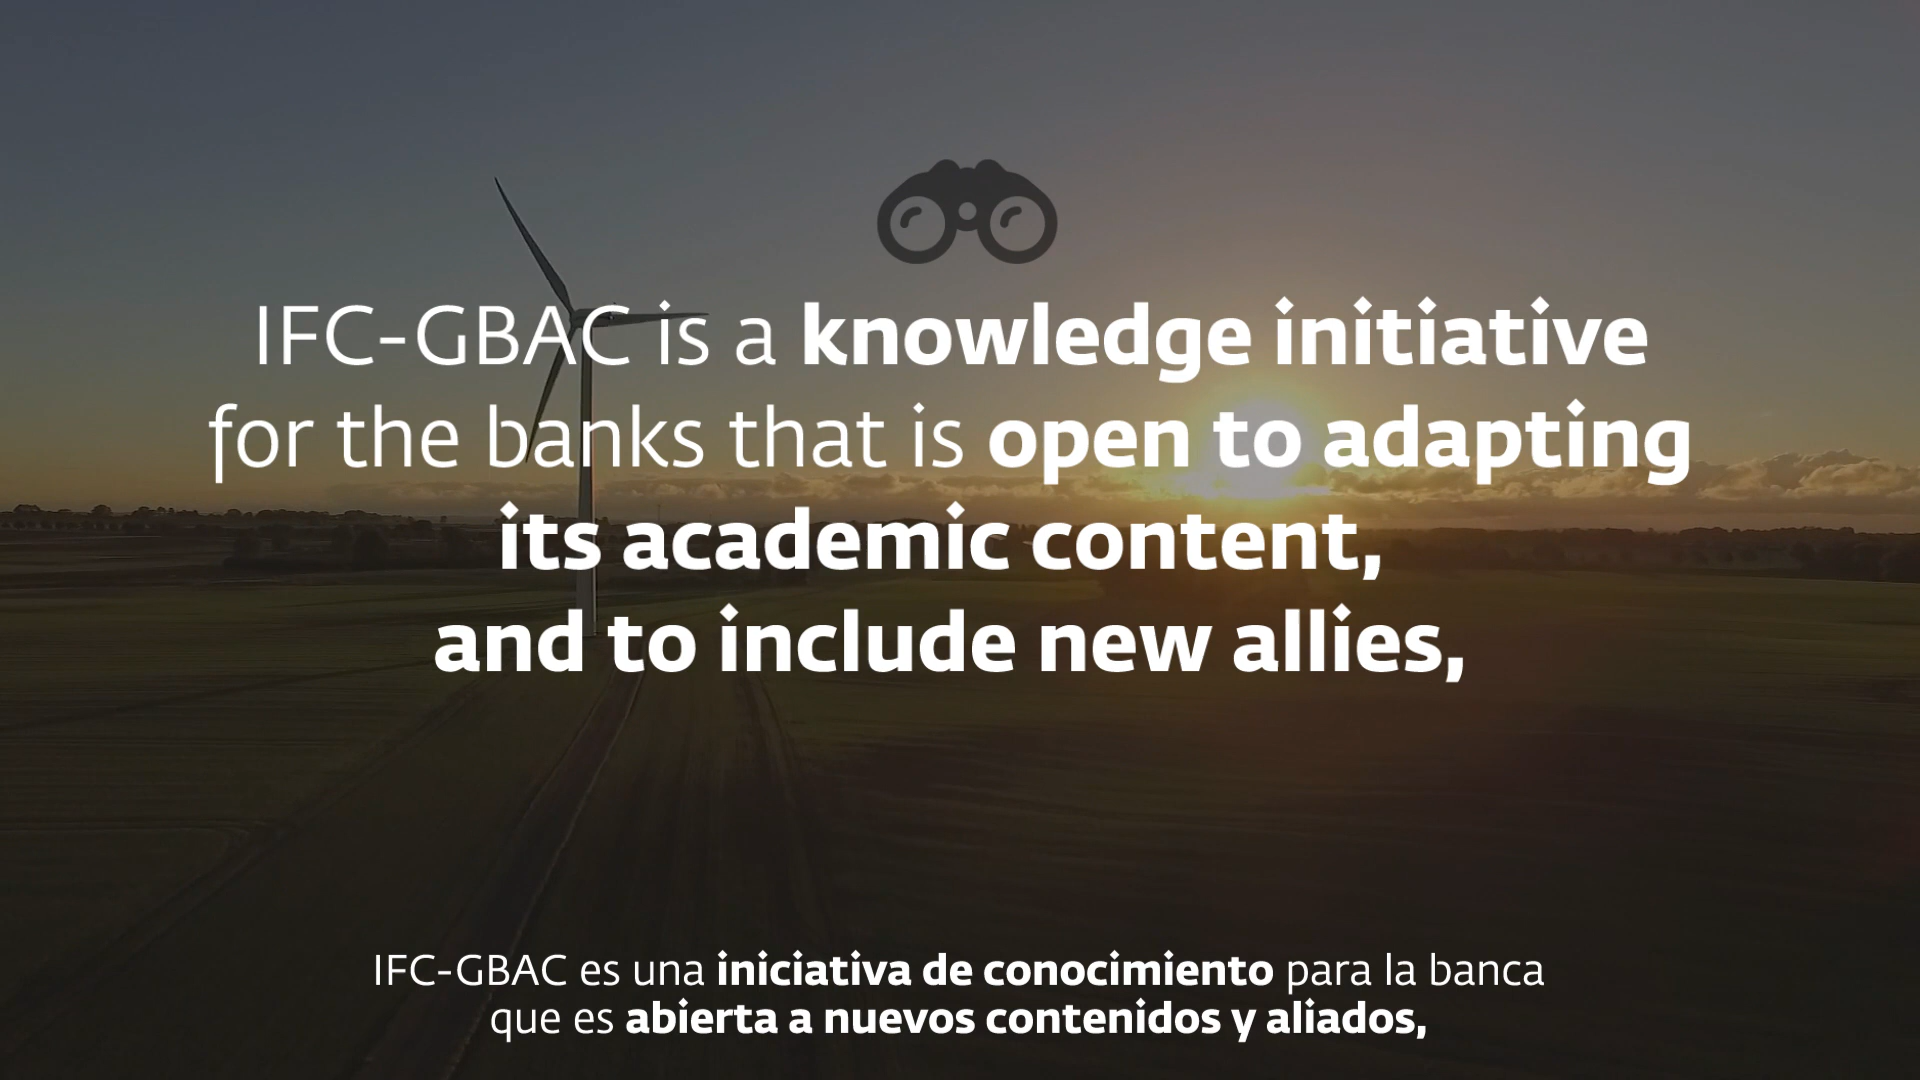 IFC-GBAC is a knowledge initiative
for the banks that is open to adapting
its academic content,
and to include new allies,
IFC-GBAC es una iniciativa de conocimiento para la banca
que es abierta a nuevos contenidos y aliados,